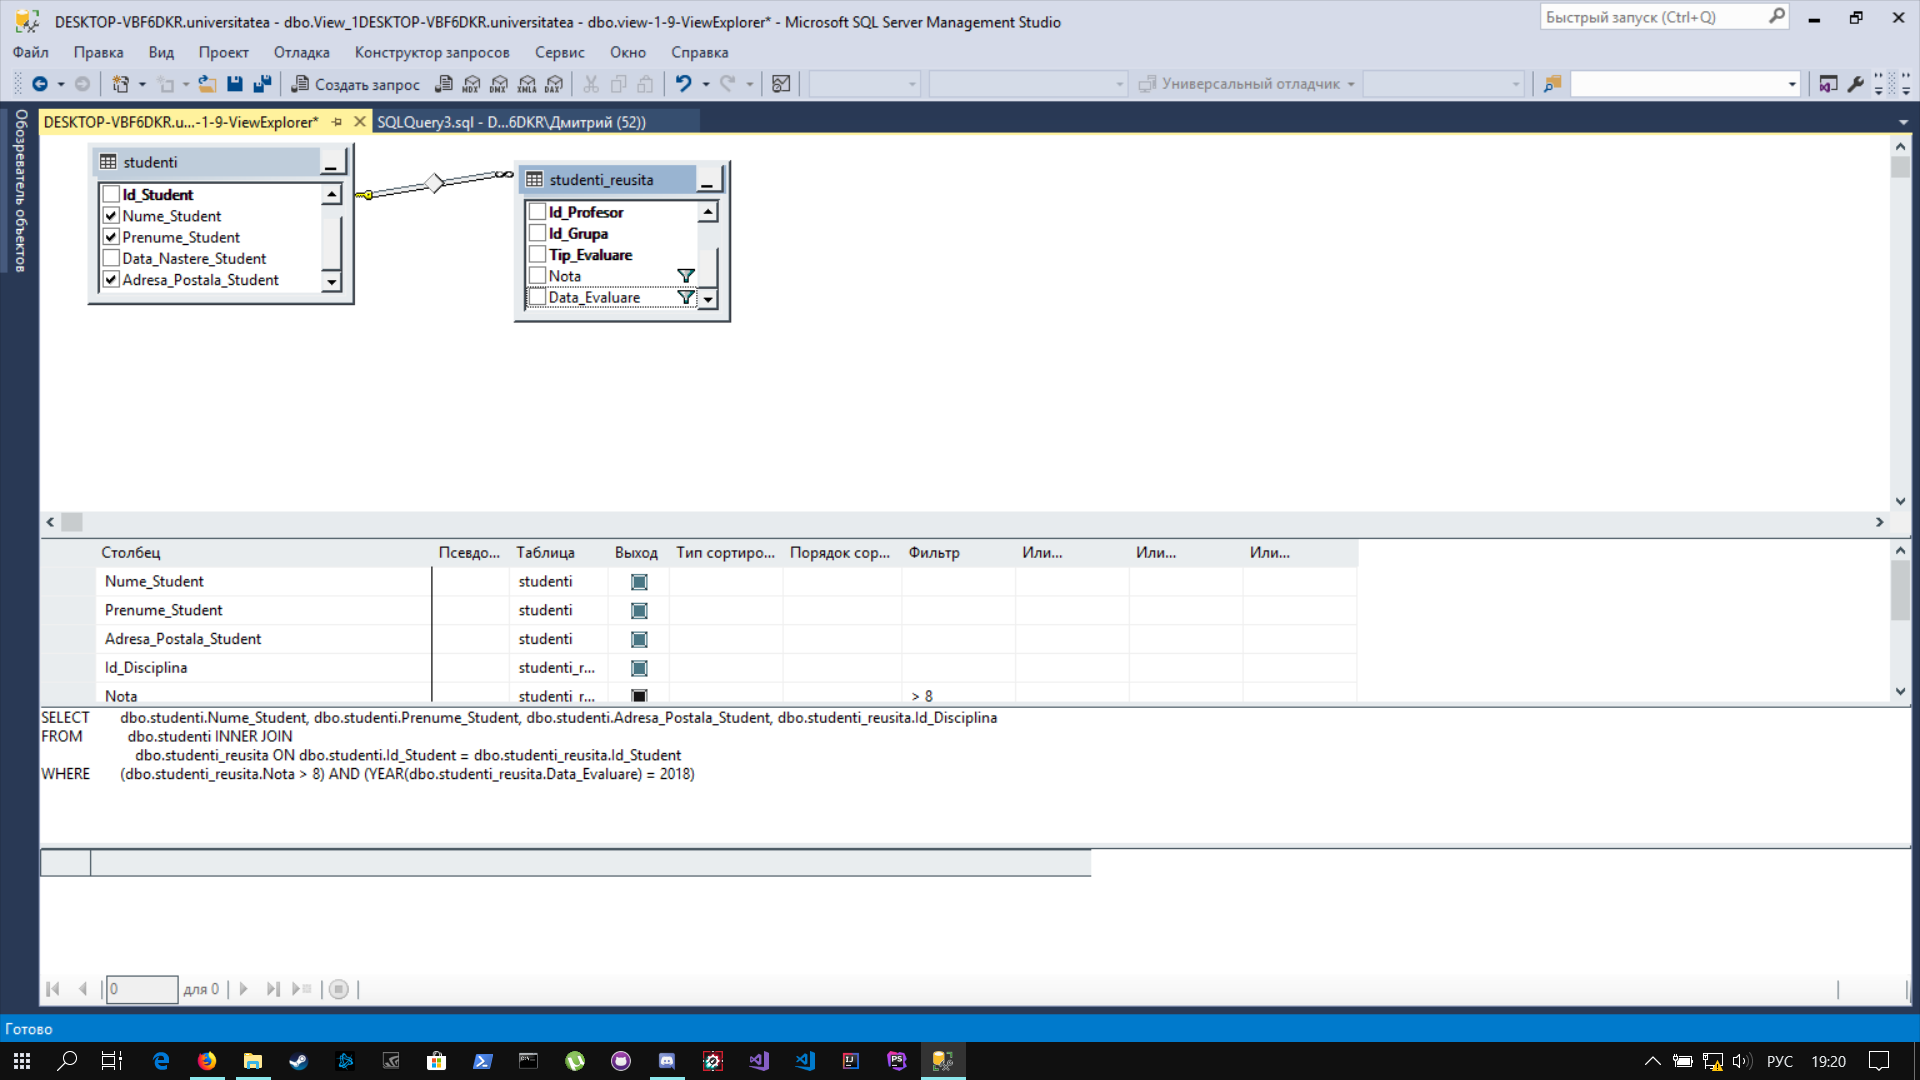 DESKTOP-VBF6DKR.universitatea - dbo.View_1DESKTOP-VBF6DKR.universitatea - dbo.view-1-9-ViewExplorer* - Microsoft SQL Server Management Studio
Быстрый запуск (Ctrl+Q)
Файл Правка Вид Проект Отладка Конструктор запросов Сервис Окно Справка
Создать запрос MDX DMX XMLA DAX Универсальный отладчик
Обозреватель объектов
DESKTOP-VBF6DKR.u...-1-9-ViewExplorer* SQLQuery3.sql - D...6DKR\Дмитрий (52))
studenti
Id_Student
Nume_Student
Prenume_Student
Data_Nastere_Student
Adresa_Postala_Student
studenti_reusita
Id_Profesor
Id_Grupa
Tip_Evaluare
Nota
Data_Evaluare
Столбец Псевдо... Таблица Выход Тип сортиро... Порядок сор... Фильтр Или... Или... Или...
Nume_Student studenti
Prenume_Student studenti
Adresa_Postala_Student studenti
Id_Disciplina studenti_r...
Nota studenti_r... > 8
SELECT dbo.studenti.Nume_Student, dbo.studenti.Prenume_Student, dbo.studenti.Adresa_Postala_Student, dbo.studenti_reusita.Id_Disciplina
FROM dbo.studenti INNER JOIN
dbo.studenti_reusita ON dbo.studenti.Id_Student = dbo.studenti_reusita.Id_Student
WHERE (dbo.studenti_reusita.Nota > 8) AND (YEAR(dbo.studenti_reusita.Data_Evaluare) = 2018)
0 для 0
Готово
РУС 19:20